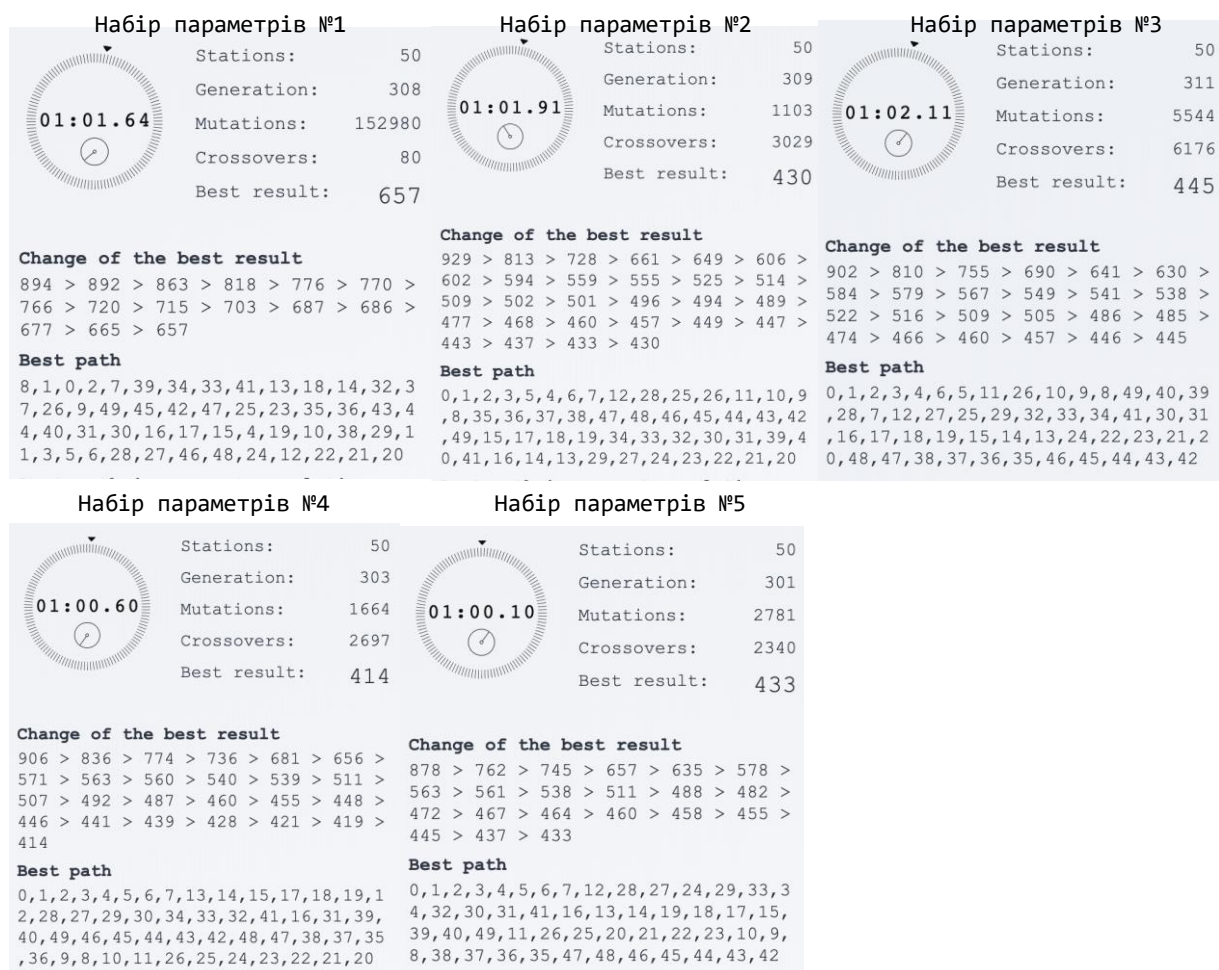 Набір параметрів №1
01:01.64
Stations: 50
Generation: 308
Mutations: 152980
Crossovers: 80
Best result: 657
Change of the best result
894 > 892 > 863 > 818 > 776 > 770 >
766 > 720 > 715 > 703 > 687 > 686 >
677 > 665 > 657
Best path
8,1,0,2,7,39,34,33,41,13,18,14,32,3
7,26,9,49,45,42,47,25,23,35,36,43,4
4,40,31,30,16,17,15,4,19,10,38,29,1
1,3,5,6,28,27,46,48,24,12,22,21,20
Набір параметрів №2
01:01.91
Stations: 50
Generation: 309
Mutations: 1103
Crossovers: 3029
Best result: 430
Change of the best result
929 > 813 > 728 > 661 > 649 > 606 >
602 > 594 > 559 > 555 > 525 > 514 >
509 > 502 > 501 > 496 > 494 > 489 >
477 > 468 > 460 > 457 > 449 > 447 >
443 > 437 > 433 > 430
Best path
0,1,2,3,5,4,6,7,12,28,25,26,11,10,9
,8,35,36,37,38,47,48,46,45,44,43,42
,49,15,17,18,19,34,33,32,30,31,39,4
0,41,16,14,13,29,27,24,23,22,21,20
Набір параметрів №3
01:02.11
Stations: 50
Generation: 311
Mutations: 5544
Crossovers: 6176
Best result: 445
Change of the best result
902 > 810 > 755 > 690 > 641 > 630 >
584 > 579 > 567 > 549 > 541 > 538 >
522 > 516 > 509 > 505 > 486 > 485 >
474 > 466 > 460 > 457 > 446 > 445
Best path
0,1,2,3,4,6,5,11,26,10,9,8,49,40,39
,28,7,12,27,25,29,32,33,34,41,30,31
,16,17,18,19,15,14,13,24,22,23,21,2
0,48,47,38,37,36,35,46,45,44,43,42
Набір параметрів №4
01:00.60
Stations: 50
Generation: 303
Mutations: 1664
Crossovers: 2697
Best result: 414
Change of the best result
906 > 836 > 774 > 736 > 681 > 656 >
571 > 563 > 560 > 540 > 539 > 511 >
507 > 492 > 487 > 460 > 455 > 448 >
446 > 441 > 439 > 428 > 421 > 419 >
414
Best path
0,1,2,3,4,5,6,7,13,14,15,17,18,19,1
2,28,27,29,30,34,33,32,41,16,31,39,
40,49,46,45,44,43,42,48,47,38,37,35
,36,9,8,10,11,26,25,24,23,22,21,20
Набір параметрів №5
01:00.10
Stations: 50
Generation: 301
Mutations: 2781
Crossovers: 2340
Best result: 433
Change of the best result
878 > 762 > 745 > 657 > 635 > 578 >
563 > 561 > 538 > 511 > 488 > 482 >
472 > 467 > 464 > 460 > 458 > 455 >
445 > 437 > 433
Best path
0,1,2,3,4,5,6,7,12,28,27,24,29,33,3
4,32,30,31,41,16,13,14,19,18,17,15,
39,40,49,11,26,25,20,21,22,23,10,9,
8,38,37,36,35,47,48,46,45,44,43,42